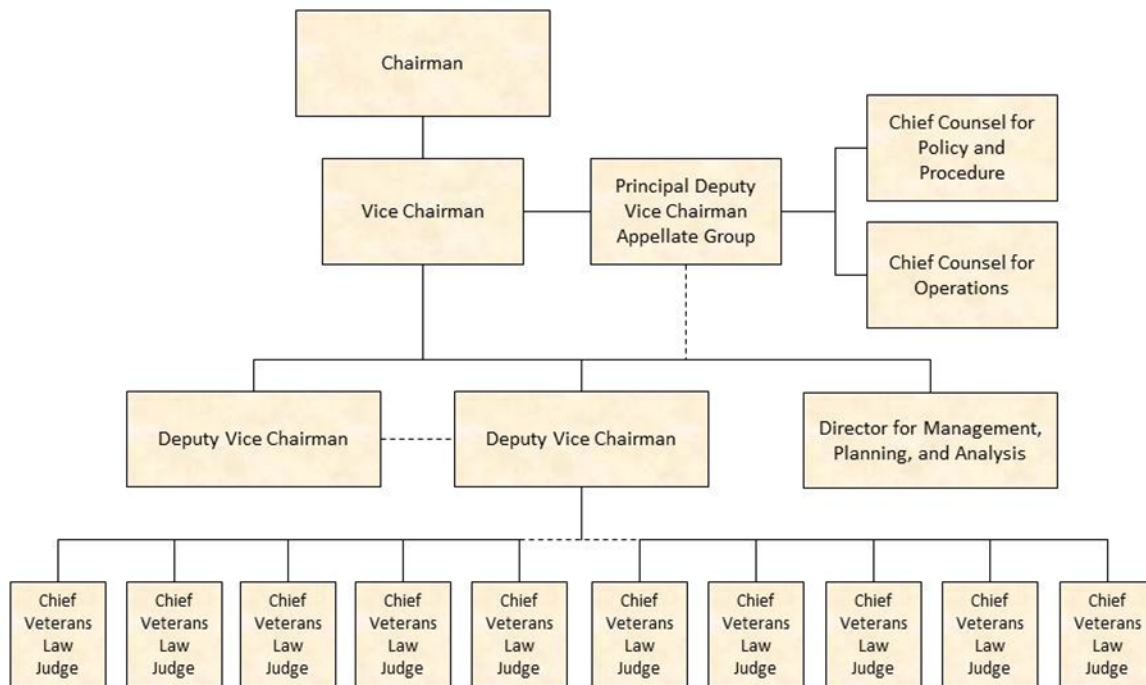 Chairman
Vice Chairman
Principal Deputy
Vice Chairman
Appellate Group
Chief Counsel for
Policy and
Procedure
Chief Counsel for
Operations
Deputy Vice Chairman
Deputy Vice Chairman
Director for Management,
Planning, and Analysis
Chief
Veterans
Law
Judge
Chief
Veterans
Law
Judge
Chief
Veterans
Law
Judge
Chief
Veterans
Law
Judge
Chief
Veterans
Law
Judge
Chief
Veterans
Law
Judge
Chief
Veterans
Law
Judge
Chief
Veterans
Law
Judge
Chief
Veterans
Law
Judge
Chief
Veterans
Law
Judge